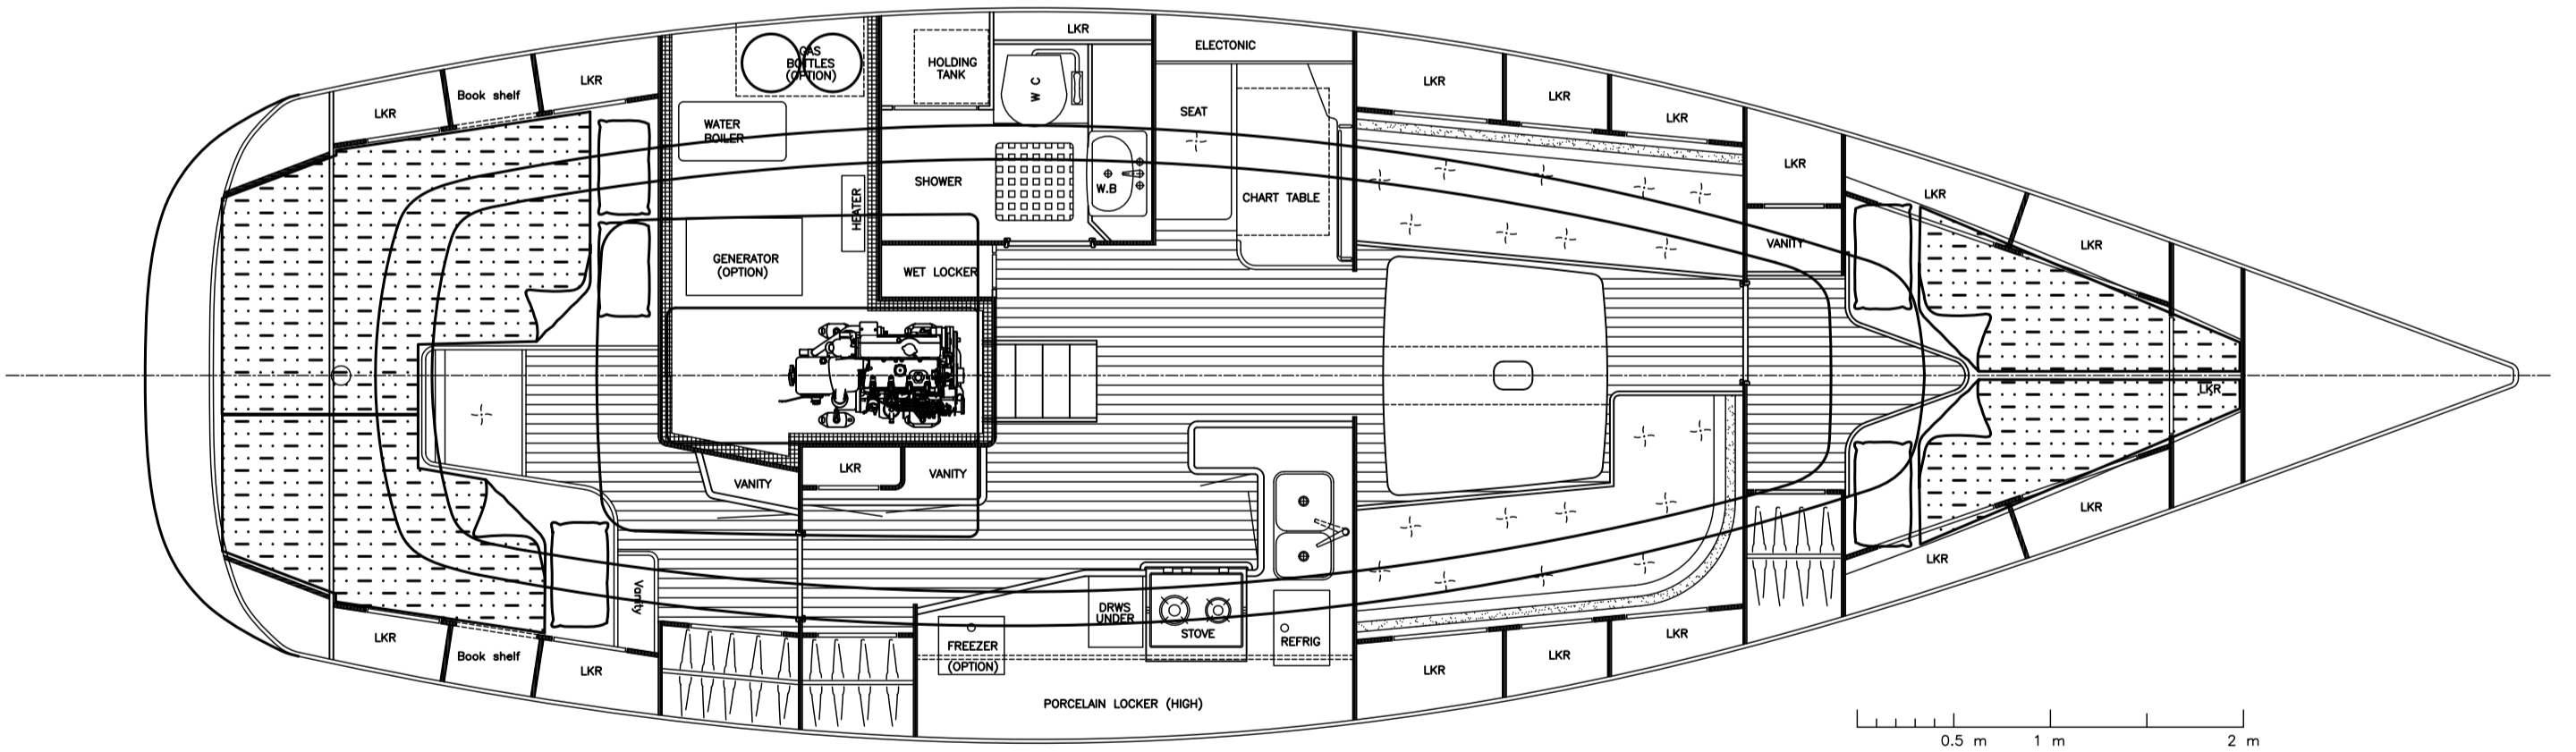 LKR
ELECTONIC
GAS
BOTTLES
(OPTION)
HOLDING
TANK
LKR
Book shelf
LKR
W C
LKR
LKR
LKR
SEAT
WATER
BOILER
LKR
SHOWER
W.B
CHART TABLE
HEATER
LKR
VANITY
LKR
GENERATOR
(OPTION)
WET LOCKER
LKR
LKR
VANITY
LKR
VANITY
LKR
Vanity
LKR
DRWS
UNDER
STOVE
REFRIG
FREEZER
(OPTION)
LKR
LKR
Book shelf
LKR
LKR
LKR
PORCELAIN LOCKER (HIGH)
0.5 m
1 m
2 m